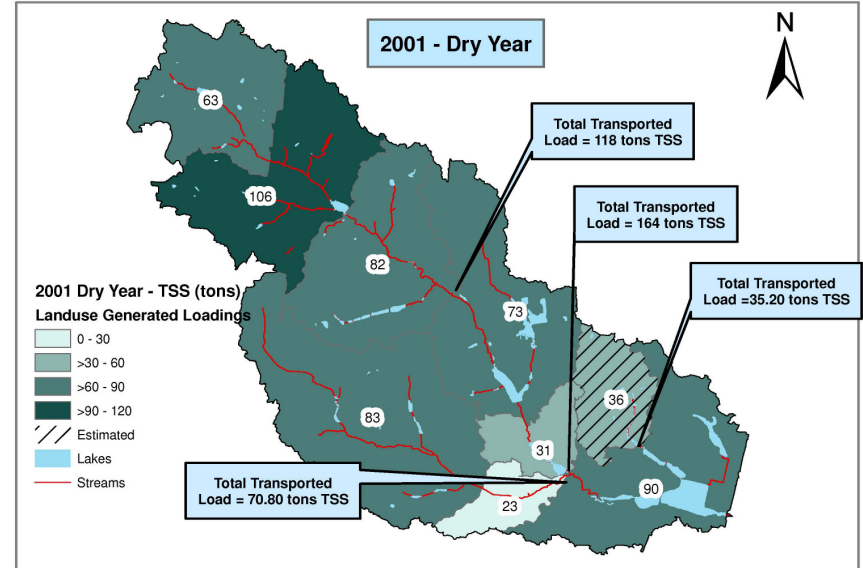 2001 - Dry Year
N
63
Total Transported
Load = 118 tons TSS
106
Total Transported
Load = 164 tons TSS
82
Total Transported
Load =35.20 tons TSS
2001 Dry Year - TSS (tons)
Landuse Generated Loadings
0 - 30
>30 - 60
>60 - 90
>90 - 120
Estimated
Lakes
Streams
73
36
83
31
Total Transported
Load = 70.80 tons TSS
90
23